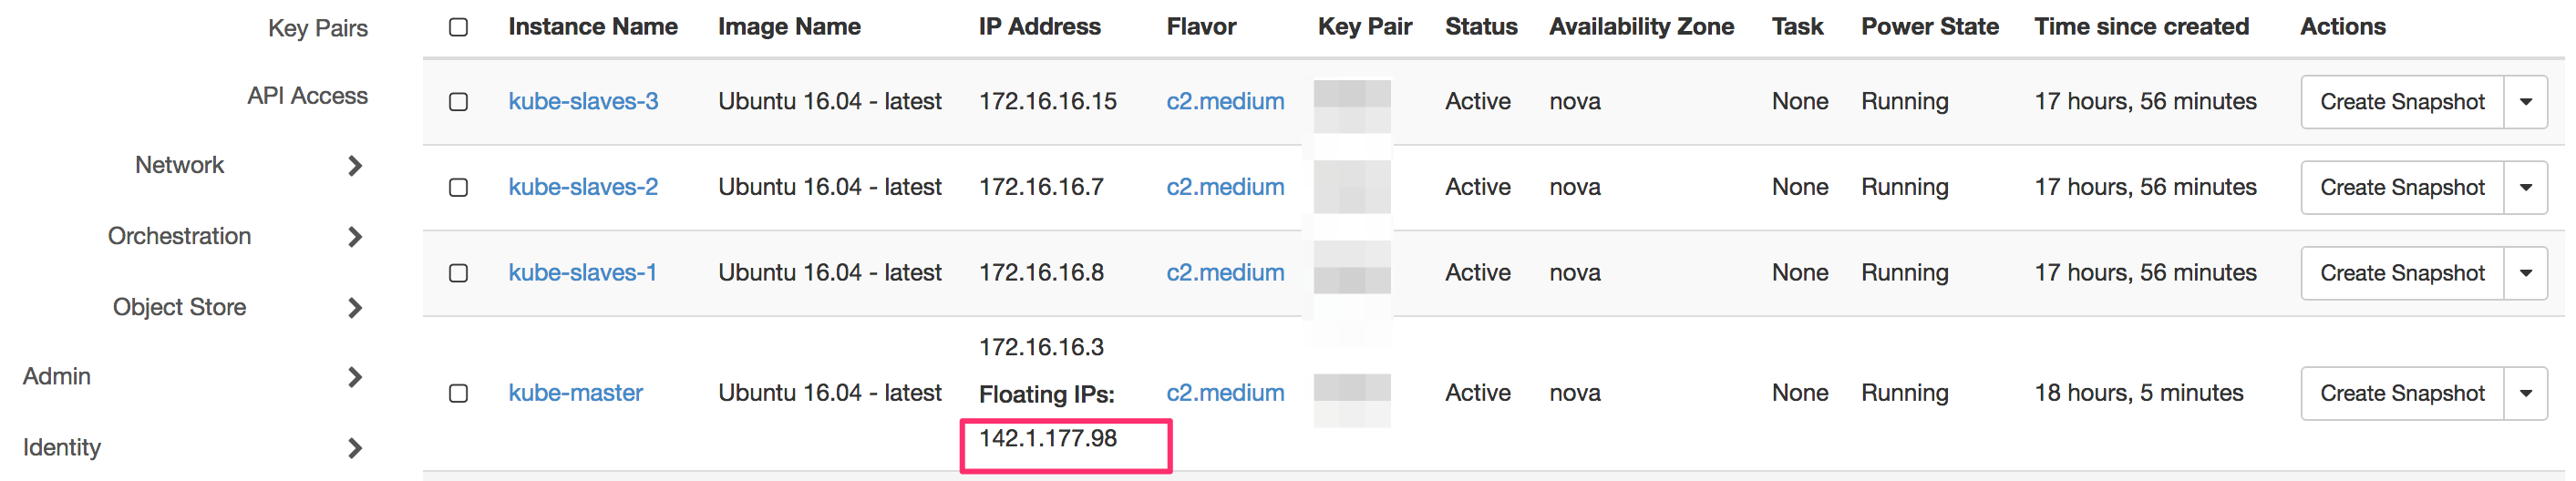 Key Pairs
API Access
Network
Orchestration
Object Store
Admin
Identity
Instance Name Image Name IP Address Flavor Key Pair Status Availability Zone Task Power State Time since created Actions
kube-slaves-3 Ubuntu 16.04 - latest 172.16.16.15 c2.medium Active nova None Running 17 hours, 56 minutes Create Snapshot
kube-slaves-2 Ubuntu 16.04 - latest 172.16.16.7 c2.medium Active nova None Running 17 hours, 56 minutes Create Snapshot
kube-slaves-1 Ubuntu 16.04 - latest 172.16.16.8 c2.medium Active nova None Running 17 hours, 56 minutes Create Snapshot
172.16.16.3
kube-master Ubuntu 16.04 - latest Floating IPs: c2.medium Active nova None Running 18 hours, 5 minutes Create Snapshot
142.1.177.98